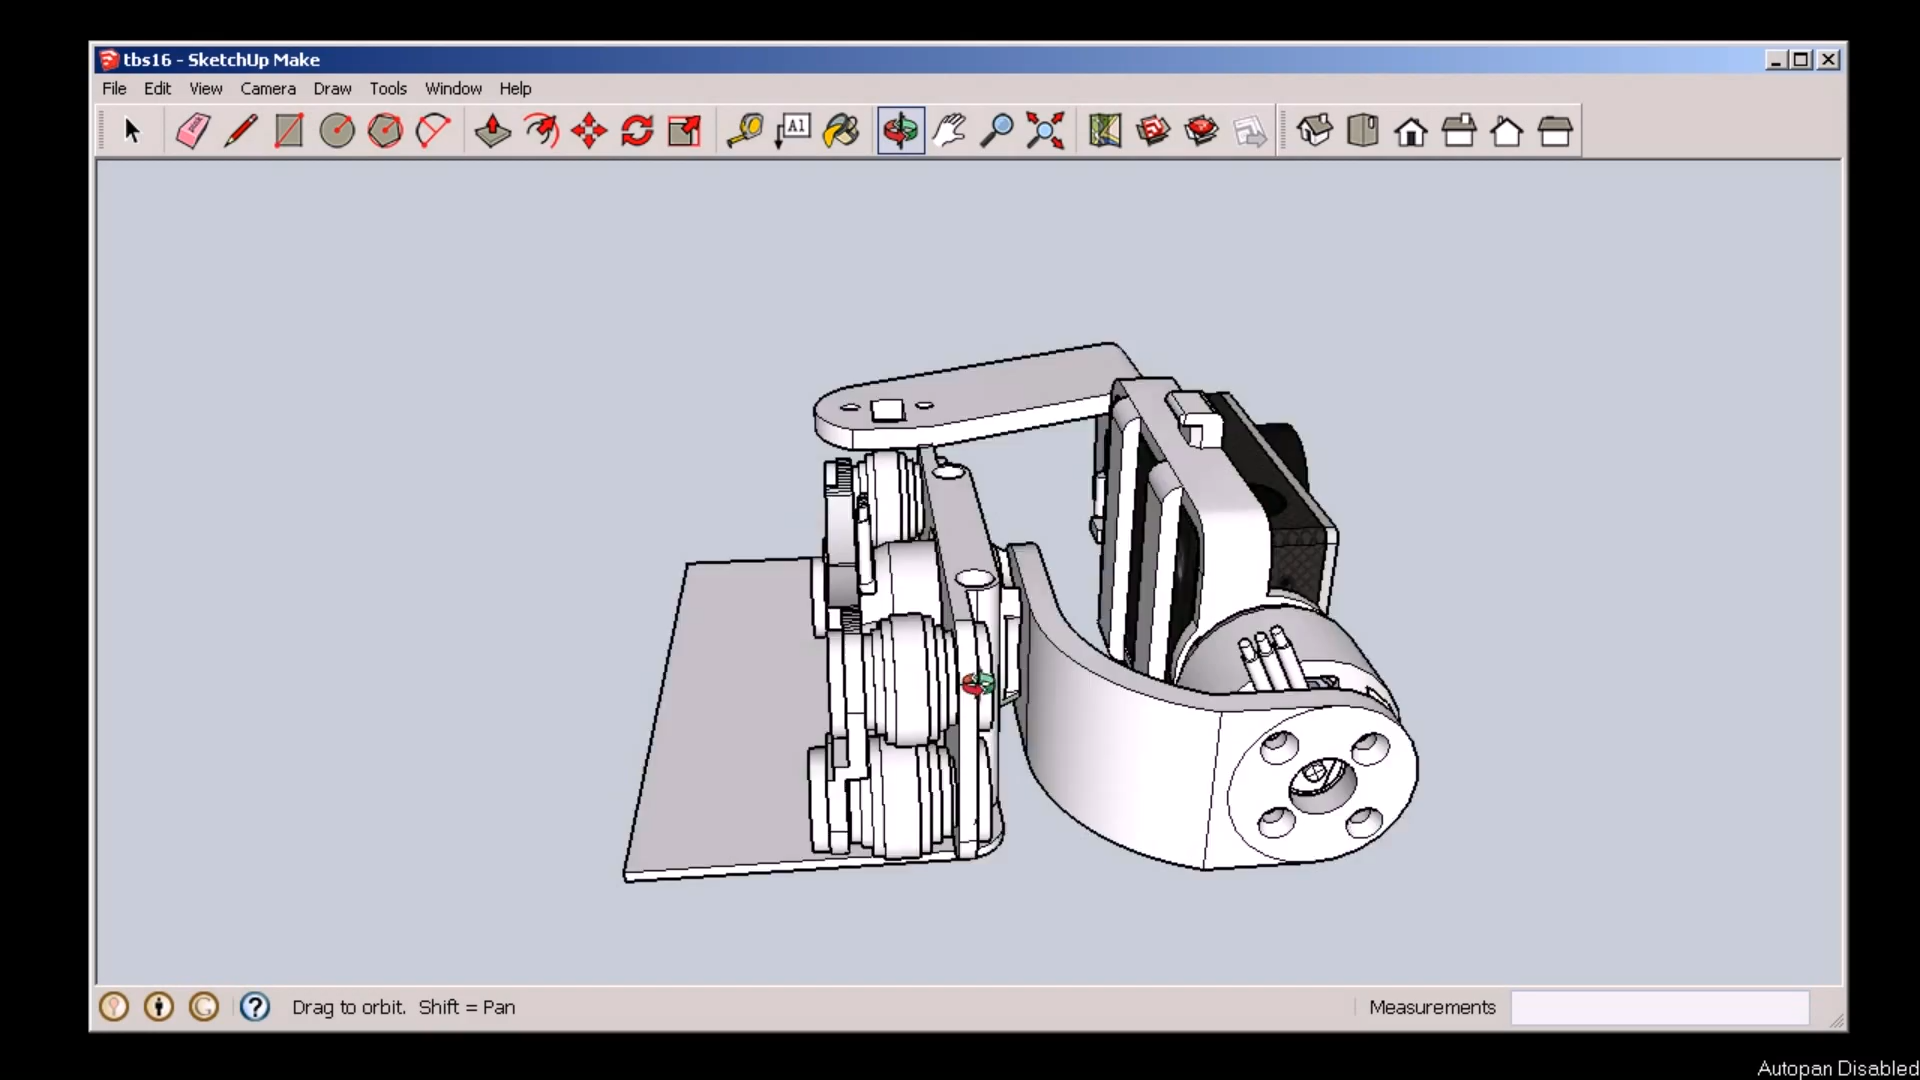 tbs16 - SketchUp Make
File Edit View Camera Draw Tools Window Help
A1
Drag to orbit. Shift = Pan
Measurements
Autopan Disabled